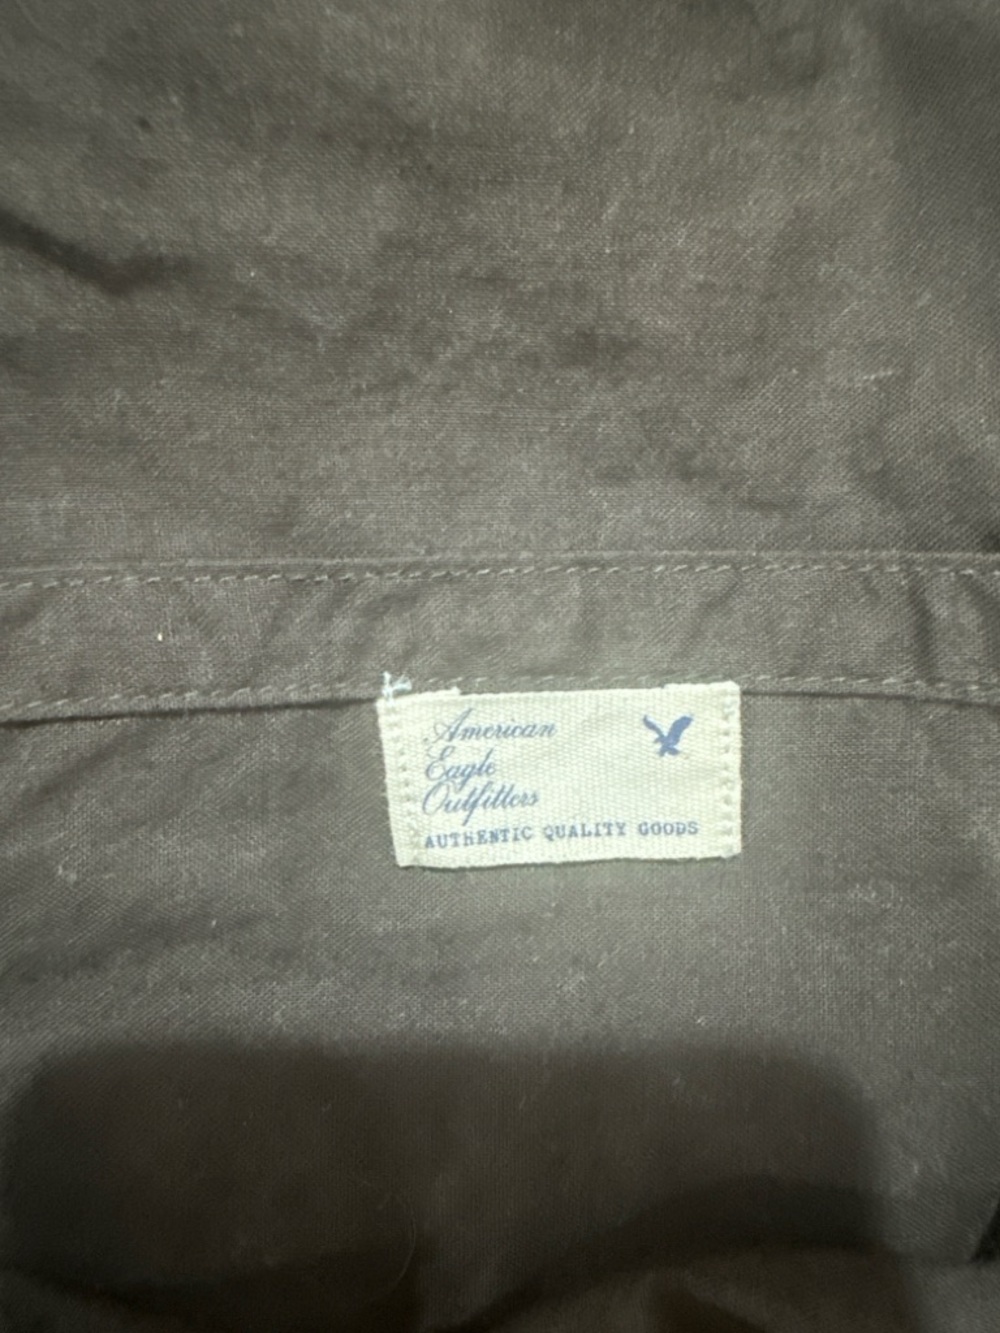 American
Eagle
Outfitters
AUTHENTIC QUALITY GOODS